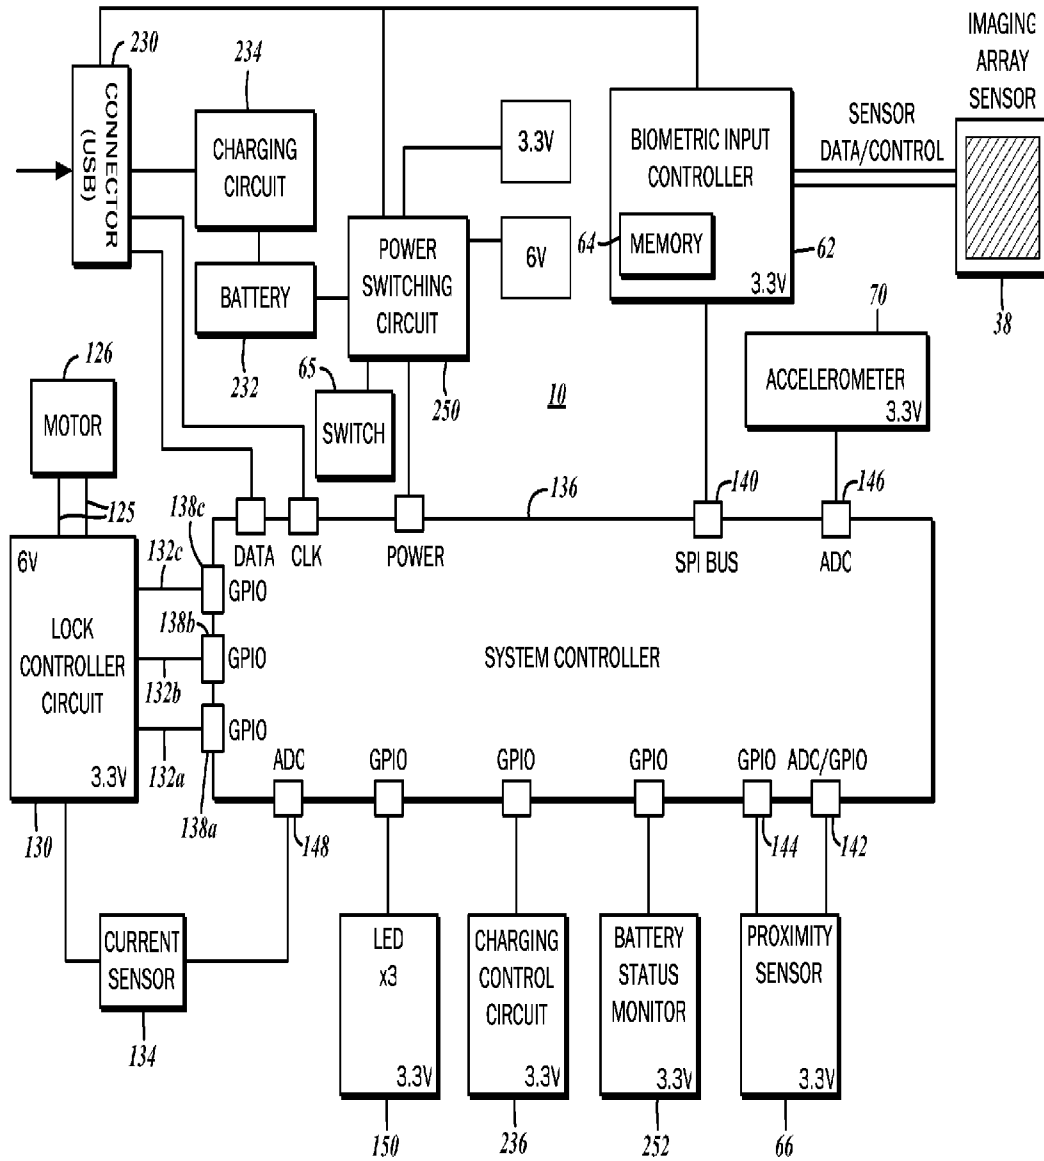 230
CONNECTOR
(USB)
234
CHARGING
CIRCUIT
BATTERY
232
3.3V
6V
POWER
SWITCHING
CIRCUIT
250
65
SWITCH
10
BIOMETRIC INPUT
CONTROLLER
64
MEMORY
3.3V
62
SENSOR
DATA/CONTROL
IMAGING
ARRAY
SENSOR
38
70
ACCELEROMETER
3.3V
126
MOTOR
125
6V
LOCK
CONTROLLER
CIRCUIT
3.3V
130
132c
132b
132a
138c
138b
138a
GPIO
GPIO
GPIO
DATA
CLK
POWER
136
140
SPI BUS
146
ADC
SYSTEM CONTROLLER
ADC
GPIO
GPIO
GPIO
GPIO
ADC/GPIO
148
144
142
CURRENT
SENSOR
134
LED
x3
3.3V
150
CHARGING
CONTROL
CIRCUIT
3.3V
236
BATTERY
STATUS
MONITOR
3.3V
252
PROXIMITY
SENSOR
3.3V
66